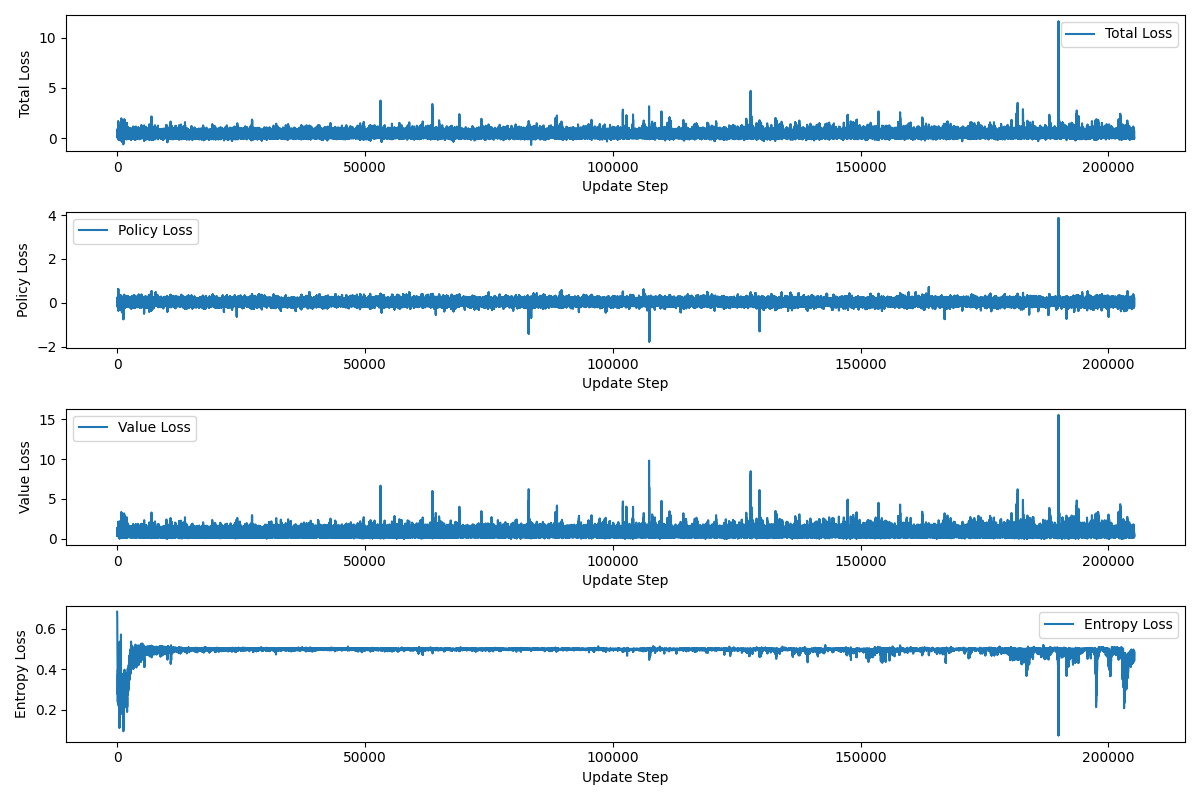 Total Loss
10
5
0
Total Loss
0
50000
100000
150000
200000
Update Step
Policy Loss
4
2
0
−2
Policy Loss
0
50000
100000
150000
200000
Update Step
Value Loss
15
10
5
0
Value Loss
0
50000
100000
150000
200000
Update Step
Entropy Loss
0.6
0.4
0.2
Entropy Loss
0
50000
100000
150000
200000
Update Step